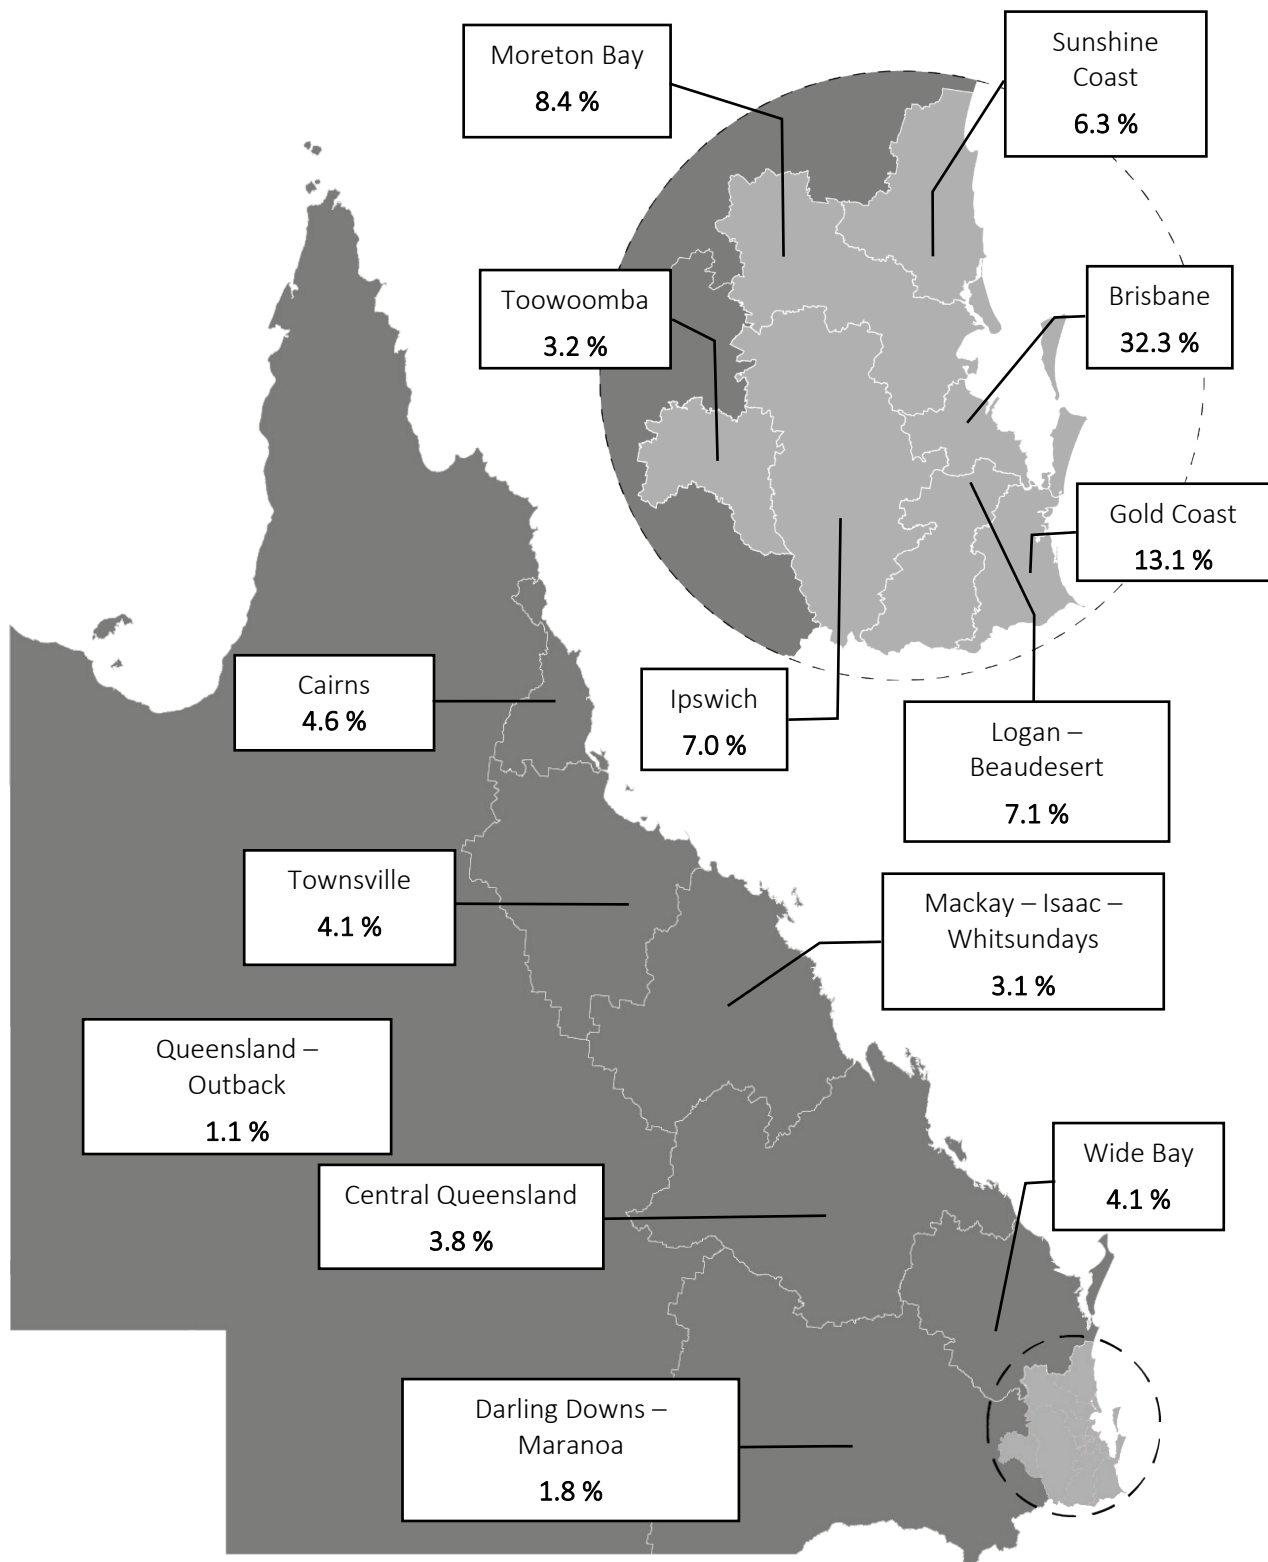 Moreton Bay
8.4 %
Sunshine
Coast
6.3 %
Toowoomba
3.2 %
Brisbane
32.3 %
Gold Coast
13.1 %
Cairns
4.6 %
Ipswich
7.0 %
Logan –
Beaudesert
7.1 %
Townsville
4.1 %
Mackay – Isaac –
Whitsundays
3.1 %
Queensland –
Outback
1.1 %
Central Queensland
3.8 %
Wide Bay
4.1 %
Darling Downs –
Maranoa
1.8 %